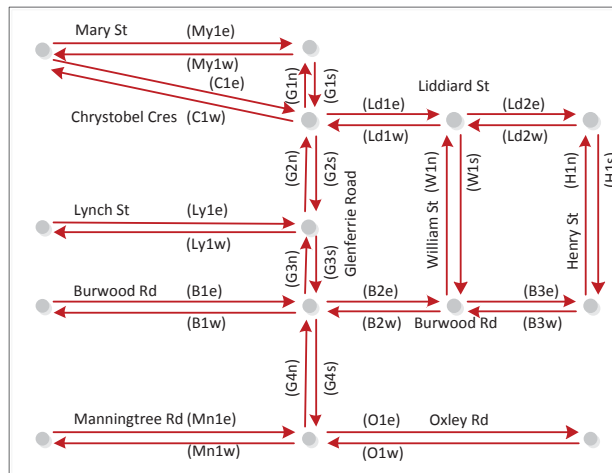 Mary St (My1e)
(My1w)
(C1e)
Chrystobel Cres (C1w)
(G1n)
(G1s)
Liddiard St
(Ld1e)
(Ld1w)
(Ld2e)
(Ld2w)
(G2n)
(G2s)
Glenferrie Road
William St (W1n)
(W1s)
Henry St (H1n)
(H1s)
Lynch St (Ly1e)
(Ly1w)
(G3n)
(G3s)
Burwood Rd (B1e)
(B1w)
(B2e)
(B2w)
(B3e)
(B3w)
Burwood Rd
(G4n)
(G4s)
Manningtree Rd (Mn1e)
(Mn1w)
(O1e) Oxley Rd
(O1w)